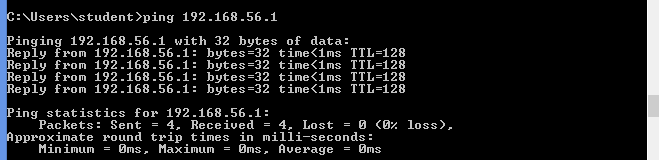 C:\Users\student>ping 192.168.56.1
Pinging 192.168.56.1 with 32 bytes of data:
Reply from 192.168.56.1: bytes=32 time<1ms TTL=128
Reply from 192.168.56.1: bytes=32 time<1ms TTL=128
Reply from 192.168.56.1: bytes=32 time<1ms TTL=128
Reply from 192.168.56.1: bytes=32 time<1ms TTL=128
Ping statistics for 192.168.56.1:
    Packets: Sent = 4, Received = 4, Lost = 0 (0% loss),
Approximate round trip times in milli-seconds:
    Minimum = 0ms, Maximum = 0ms, Average = 0ms